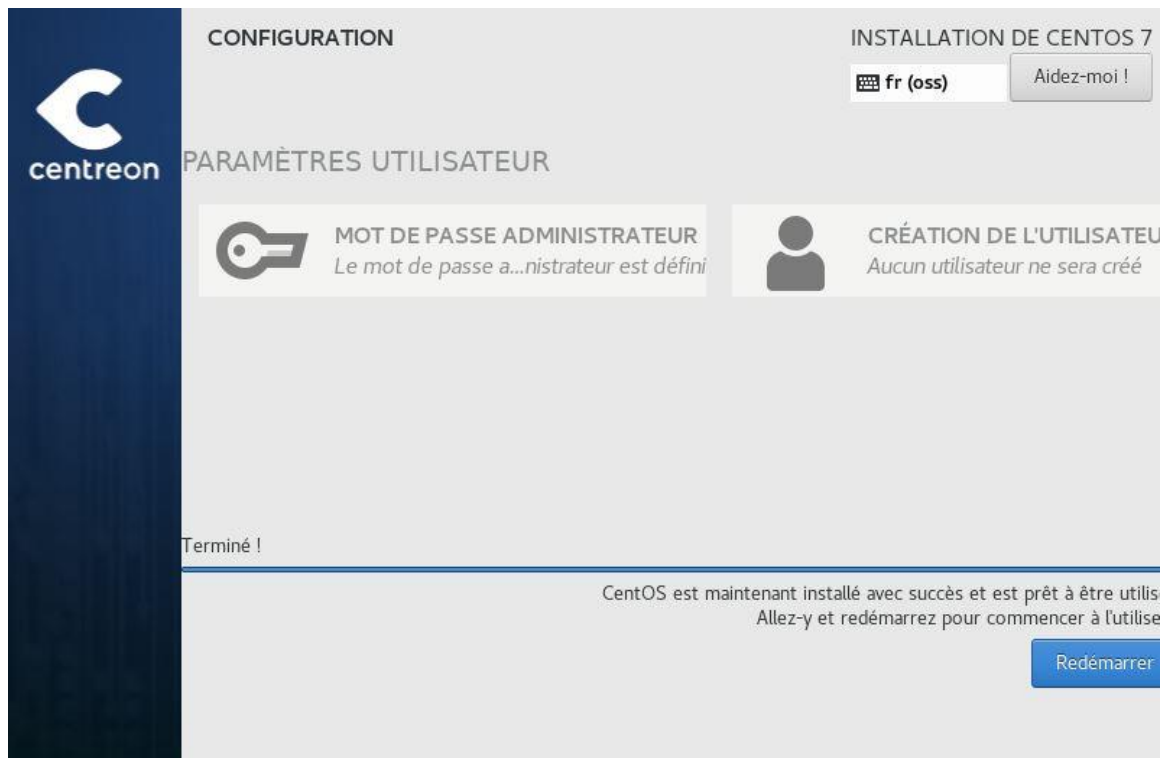 CONFIGURATION
INSTALLATION DE CENTOS 7
fr (oss)
Aidez-moi !
centreon
PARAMÈTRES UTILISATEUR
MOT DE PASSE ADMINISTRATEUR
Le mot de passe a...nistrateur est défini
CRÉATION DE L'UTILISATEU
Aucun utilisateur ne sera créé
Terminé !
CentOS est maintenant installé avec succès et est prêt à être utilis
Allez-y et redémarrez pour commencer à l'utilise
Redémarrer